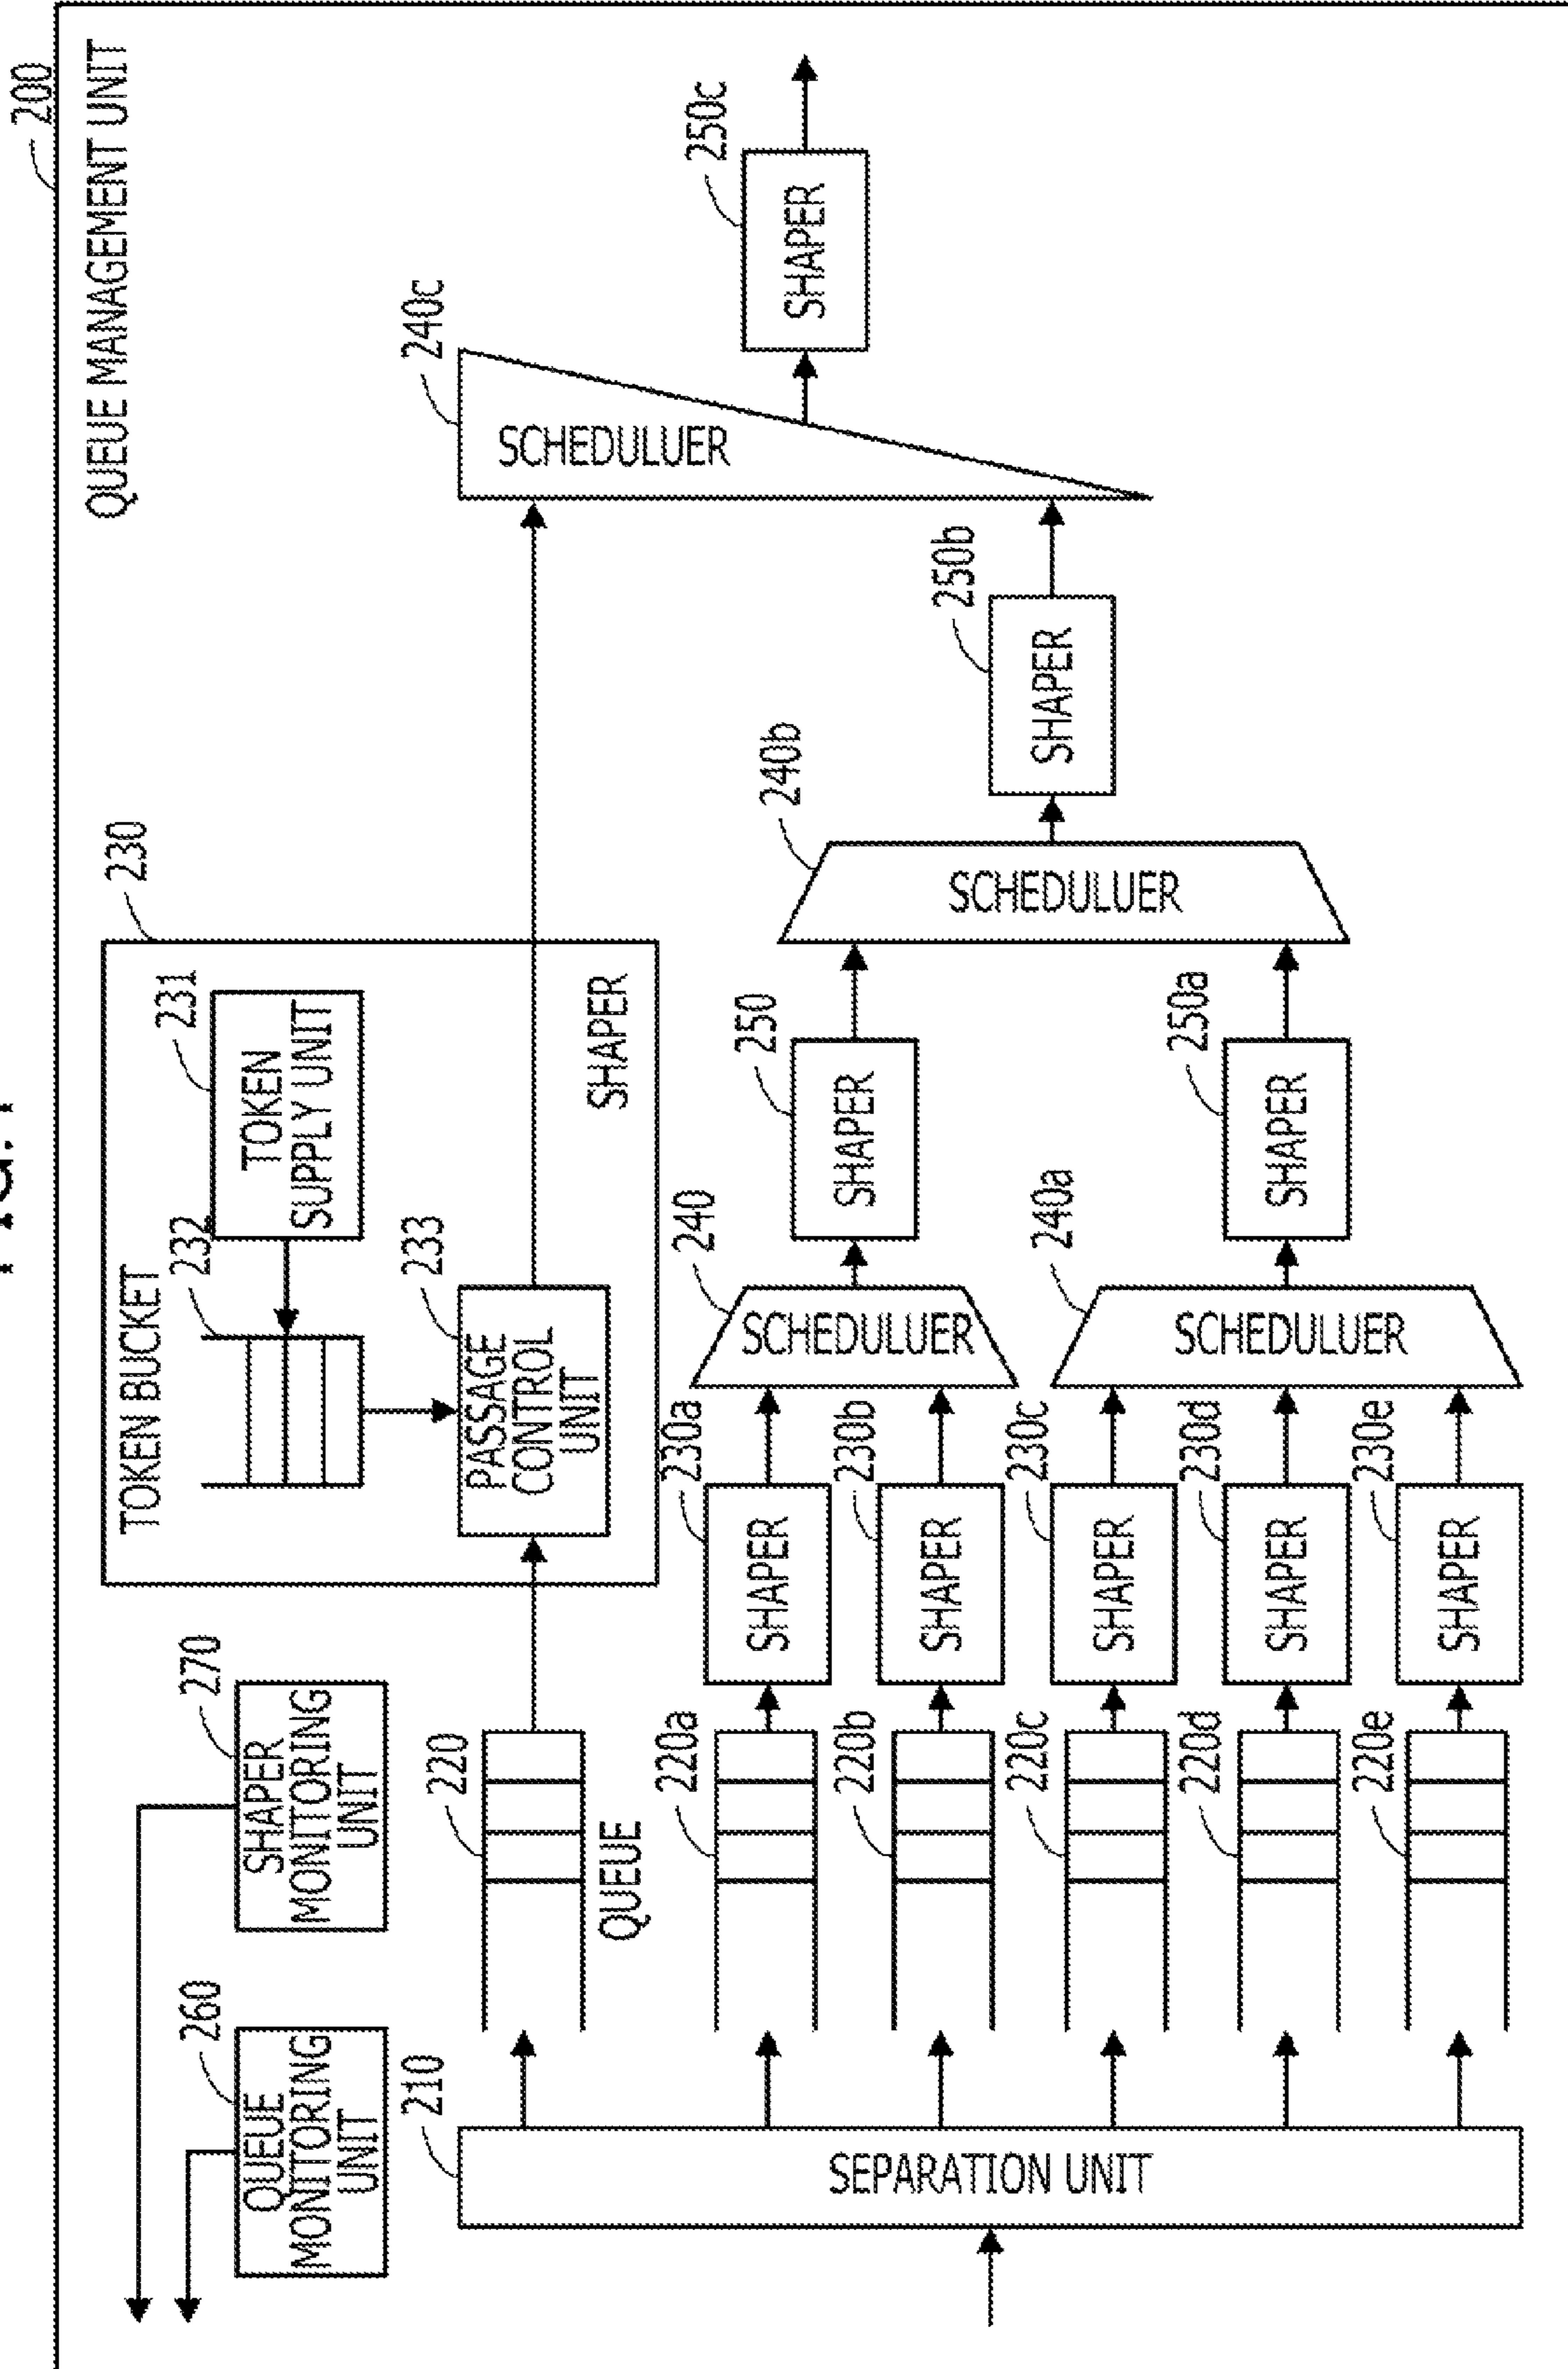 200
QUEUE MANAGEMENT UNIT
260
QUEUE
MONITORING
UNIT
270
SHAPER
MONITORING
UNIT
230
TOKEN BUCKET
232
231
TOKEN
SUPPLY UNIT
233
PASSAGE
CONTROL
UNIT
SHAPER
210
SEPARATION UNIT
220
QUEUE
220a
220b
220c
220d
220e
230a
SHAPER
230b
SHAPER
230c
SHAPER
230d
SHAPER
230e
SHAPER
240
SCHEDULUER
240a
SCHEDULUER
250
SHAPER
250a
SHAPER
240b
SCHEDULUER
250b
SHAPER
240c
SCHEDULUER
250c
SHAPER